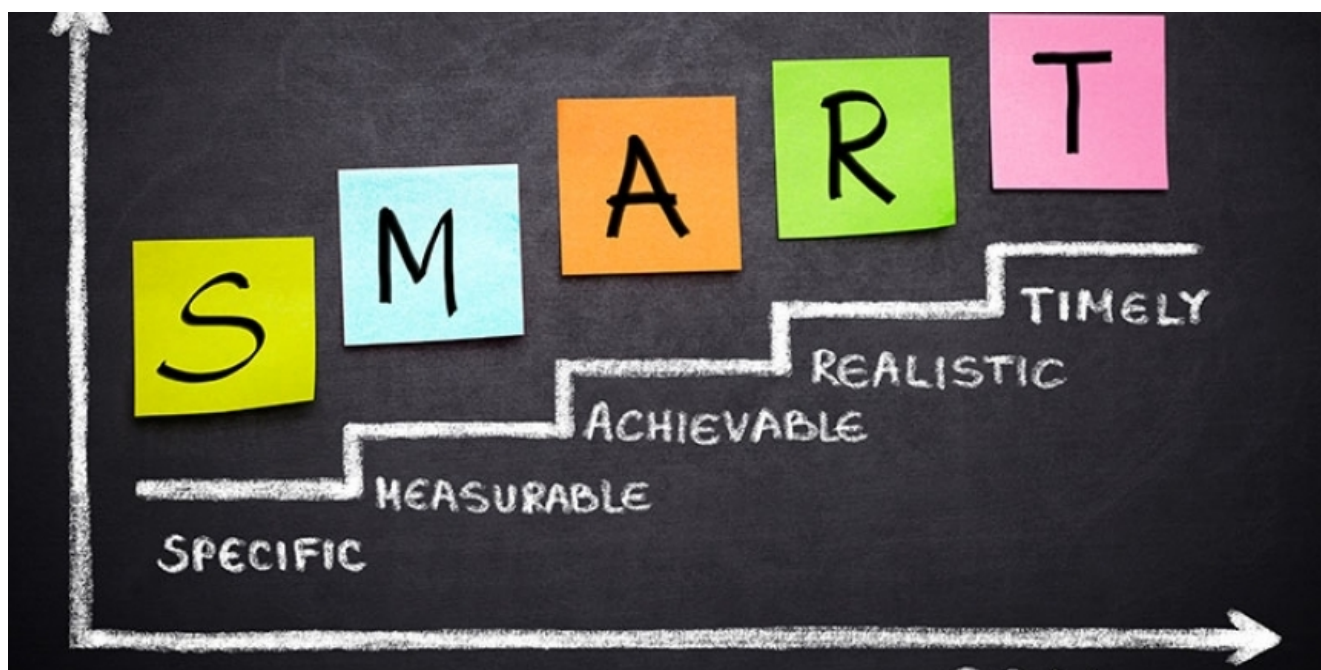 S
M
A
R
T
SPECIFIC
MEASURABLE
ACHIEVABLE
REALISTIC
TIMELY